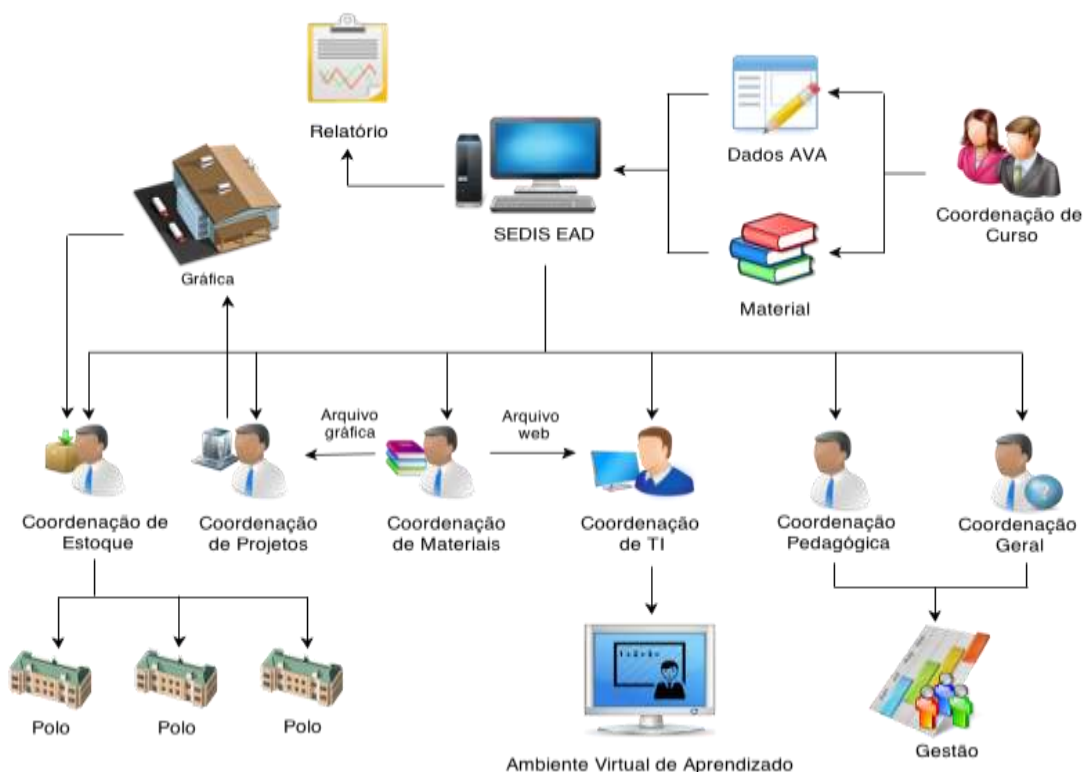 Relatório
Dados AVA
SEDIS EAD
Coordenação de
Curso
Gráfica
Material
Arquivo
gráfica
Arquivo
web
Coordenação de
Estoque
Coordenação
de Projetos
Coordenação
de Materiais
Coordenação
de TI
Coordenação
Pedagógica
Coordenação
Geral
Polo
Polo
Polo
Ambiente Virtual de Aprendizado
Gestão